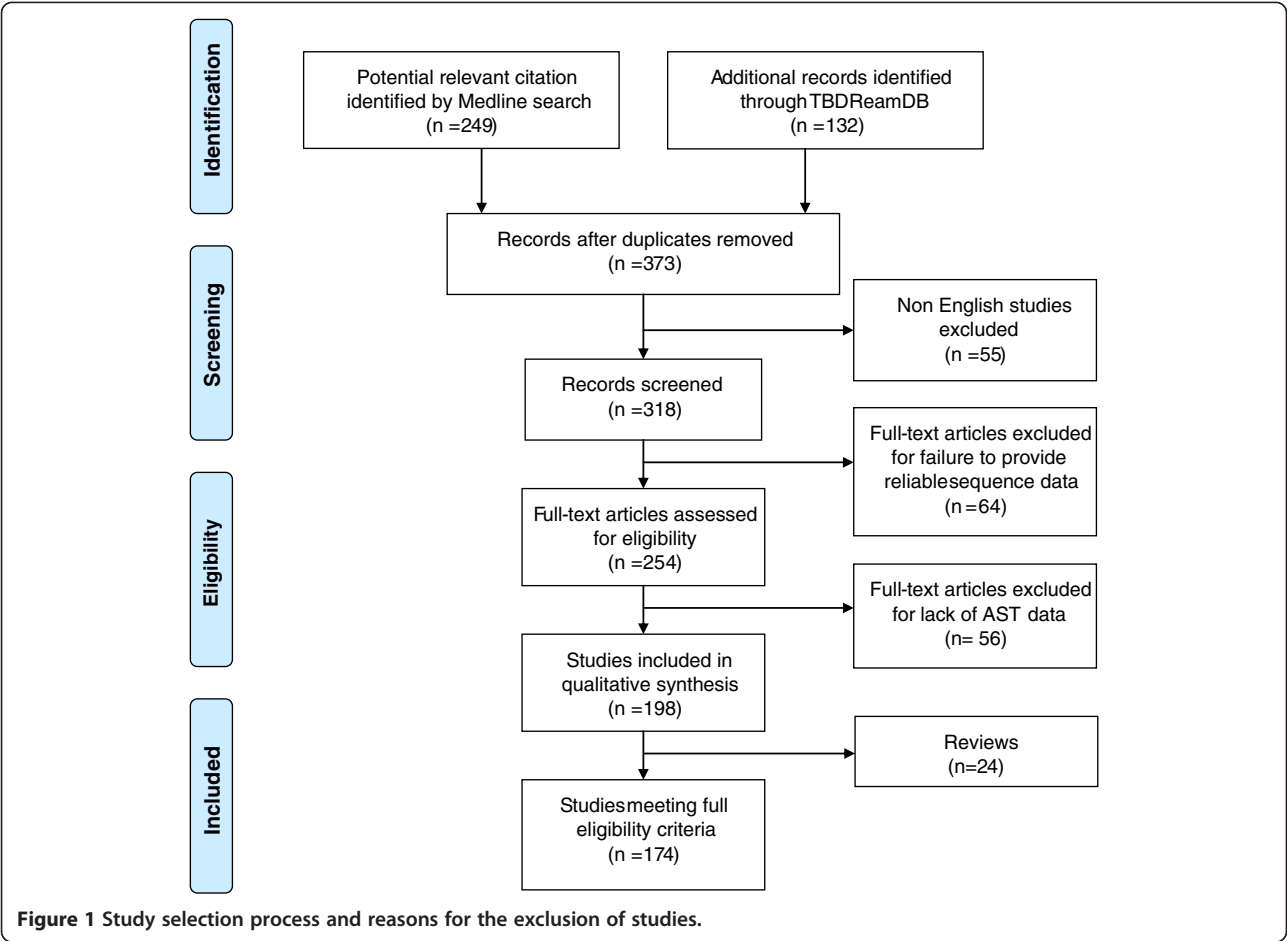 Identification
Potential relevant citation
identified by Medline search
(n =249)
Additional records identified
through TBDReamDB
(n =132)
Records after duplicates removed
(n =373)
Screening
Non English studies
excluded
(n =55)
Records screened
(n =318)
Full-text articles excluded
for failure to provide
reliablesequence data
(n =64)
Eligibility
Full-text articles assessed
for eligibility
(n =254)
Full-text articles excluded
for lack of AST data
(n= 56)
Studies included in
qualitative synthesis
(n =198)
Included
Reviews
(n=24)
Studiesmeeting full
eligibility criteria
(n =174)
Figure 1 Study selection process and reasons for the exclusion of studies.